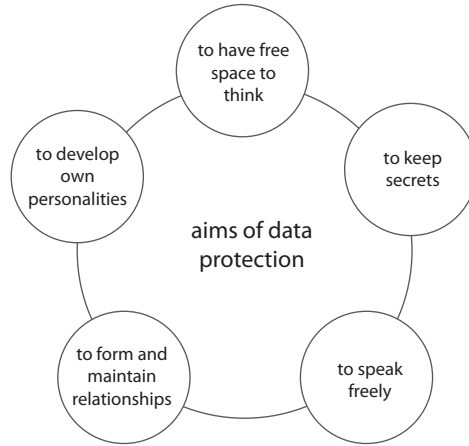 to have free
space to
think
to keep
secrets
to speak
freely
to form and
maintain
relationships
to develop
own
personalities
aims of data
protection